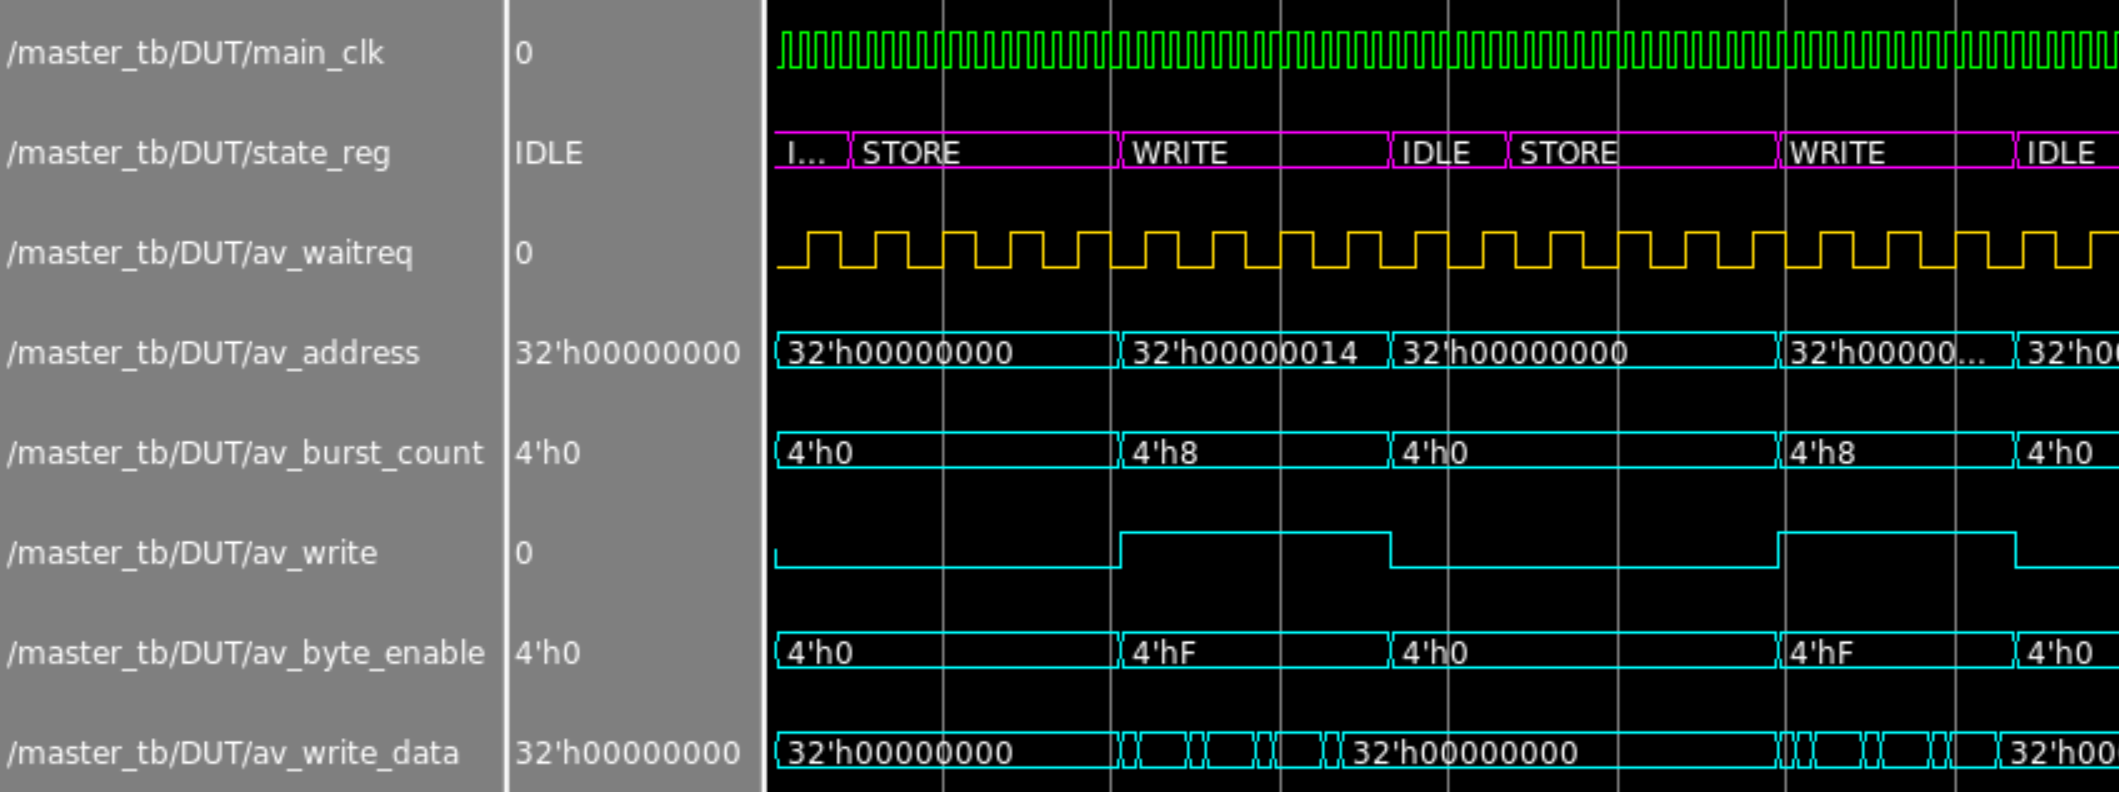 /master_tb/DUT/main_clk 0
/master_tb/DUT/state_reg IDLE I... STORE WRITE IDLE STORE WRITE IDLE
/master_tb/DUT/av_waitreq 0
/master_tb/DUT/av_address 32'h00000000 32'h00000000 32'h00000014 32'h00000000 32'h00000... 32'h00
/master_tb/DUT/av_burst_count 4'h0 4'h0 4'h8 4'h0 4'h8 4'h0
/master_tb/DUT/av_write 0
/master_tb/DUT/av_byte_enable 4'h0 4'h0 4'hF 4'h0 4'hF 4'h0
/master_tb/DUT/av_write_data 32'h00000000 32'h00000000 32'h00000000 32'h00